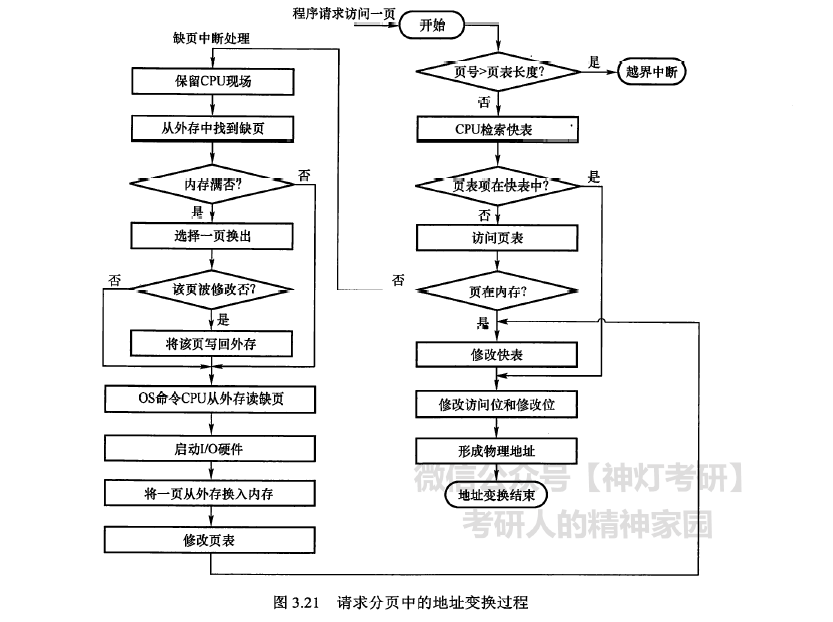 程序请求访问一页
开始
缺页中断处理
保留CPU现场
从外存中找到缺页
内存满否?
否
是
选择一页换出
该页被修改否?
否
是
将该页写回外存
OS命令CPU从外存读缺页
启动I/O硬件
将一页从外存换入内存
修改页表
页号>页表长度?
是
越界中断
否
CPU检索快表
页表项在快表中?
是
否
访问页表
页在内存?
否
是
修改快表
修改访问位和修改位
形成物理地址
地址变换结束
微信公众号【神灯考研】
考研人的精神家园
图 3.21 请求分页中的地址变换过程